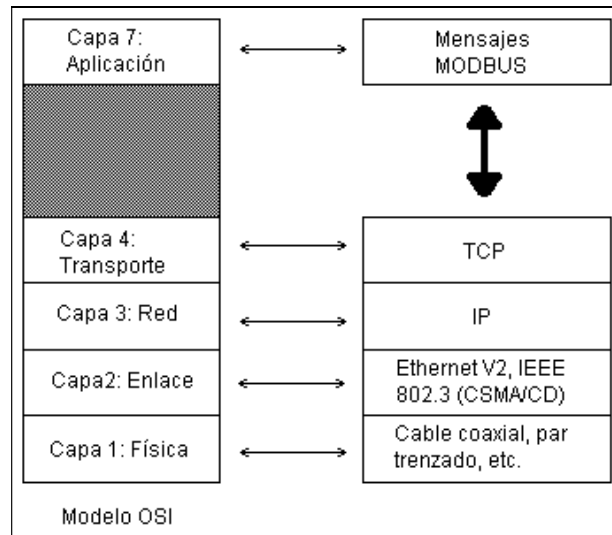 Capa 7:
Aplicación
Mensajes
MODBUS
Capa 4:
Transporte
TCP
Capa 3: Red
IP
Capa2: Enlace
Ethernet V2, IEEE
802.3 (CSMA/CD)
Capa 1: Física
Cable coaxial, par
trenzado, etc.
Modelo OSI